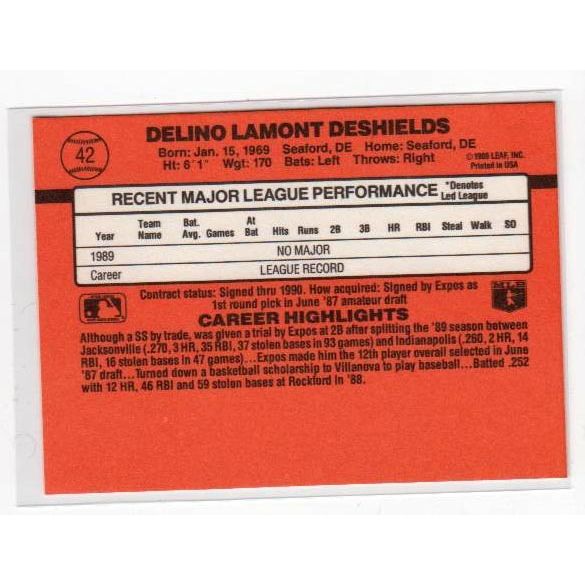 42
DELINO LAMONT DESHIELDS
Born: Jan. 15, 1969 Seaford, DE Home: Seaford, DE
Ht: 6'1" Wgt: 170 Bats: Left Throws: Right
©1989 LEAF, INC.
Printed in USA
RECENT MAJOR LEAGUE PERFORMANCE *Denotes Led League
Year Team Name Bat. Avg. Games At Bat Hits Runs 2B 3B HR RBI Steal Walk SO
1989 NO MAJOR
Career LEAGUE RECORD
Contract status: Signed thru 1990. How acquired: Signed by Expos as
1st round pick in June '87 amateur draft
MLB
CAREER HIGHLIGHTS
Although a SS by trade, was given a trial by Expos at 2B after splitting the '89 season between
Jacksonville (.270, 3 HR, 35 RBI, 37 stolen bases in 93 games) and Indianapolis (.260, 2 HR, 14
RBI, 16 stolen bases in 47 games)...Expos made him the 12th player overall selected in June
'87 draft...Turned down a basketball scholarship to Villanova to play baseball...Batted .252
with 12 HR, 46 RBI and 59 stolen bases at Rockford in '88.